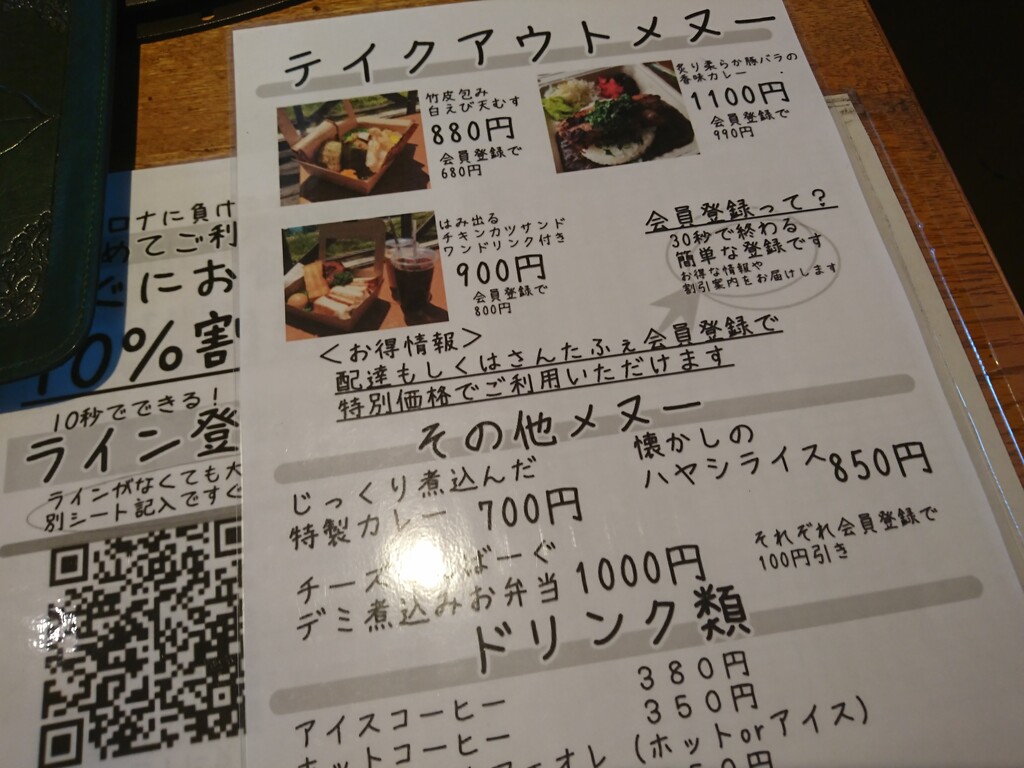 テイクアウトメヌー
竹皮包み
白えび天むす
880円
会員登録で
680円
炙り柔らか豚バラの
香味カレー
1100円
会員登録で
990円
はみ出る
チキンカツサンド
ワンドリンク付き
900円
会員登録で
800円
会員登録って？
30秒で終わる
簡単な登録です
お得な情報や
割引案内をお届けします
＜お得情報＞
配達もしくはさんたふぇ会員登録で
特別価格でご利用いただけます
その他メヌー
じっくり煮込んだ
特製カレー 700円
懐かしの
ハヤシライス 850円
チーズ ばーぐ
デミ煮込みお弁当 1000円
それぞれ会員登録で
100円引き
ドリンク類
アイスコーヒー 380円
ホットコーヒー 350円
オレ（ホットorアイス）
ロナに負け
めてご利
にお
10%割
10秒でできる！
ライン登
ラインがなくても大
別シート記入ですぐ